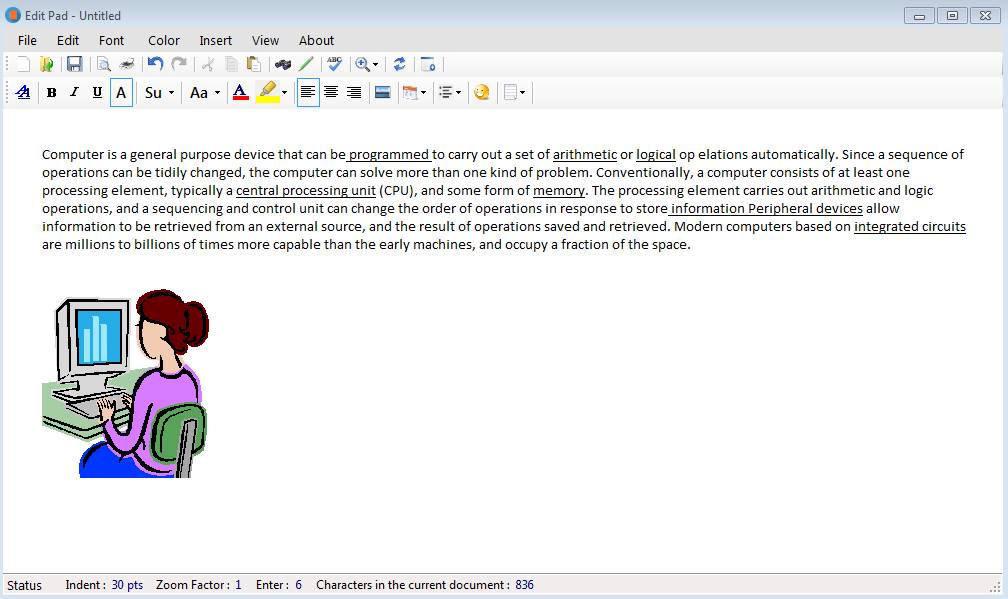 Edit Pad - Untitled
File Edit Font Color Insert View About
ABC
A B I U A Su Aa A
Computer is a general purpose device that can be programmed to carry out a set of arithmetic or logical op elations automatically. Since a sequence of
operations can be tidily changed, the computer can solve more than one kind of problem. Conventionally, a computer consists of at least one
processing element, typically a central processing unit (CPU), and some form of memory. The processing element carries out arithmetic and logic
operations, and a sequencing and control unit can change the order of operations in response to store information Peripheral devices allow
information to be retrieved from an external source, and the result of operations saved and retrieved. Modern computers based on integrated circuits
are millions to billions of times more capable than the early machines, and occupy a fraction of the space.
Status Indent : 30 pts Zoom Factor : 1 Enter : 6 Characters in the current document : 836